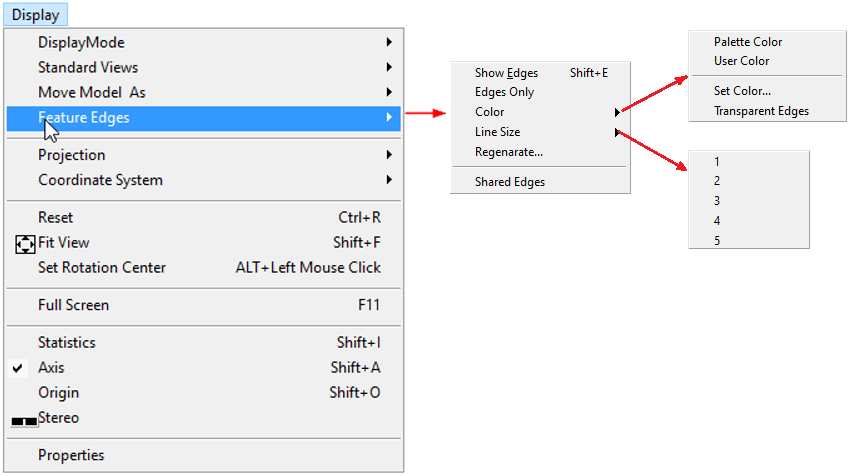 Display
DisplayMode
Standard Views
Move Model As
Feature Edges
Projection
Coordinate System
Reset Ctrl+R
Fit View Shift+F
Set Rotation Center ALT+Left Mouse Click
Full Screen F11
Statistics Shift+I
Axis Shift+A
Origin Shift+O
Stereo
Properties
Show Edges Shift+E
Edges Only
Color
Line Size
Regenarate...
Shared Edges
Palette Color
User Color
Set Color...
Transparent Edges
1
2
3
4
5